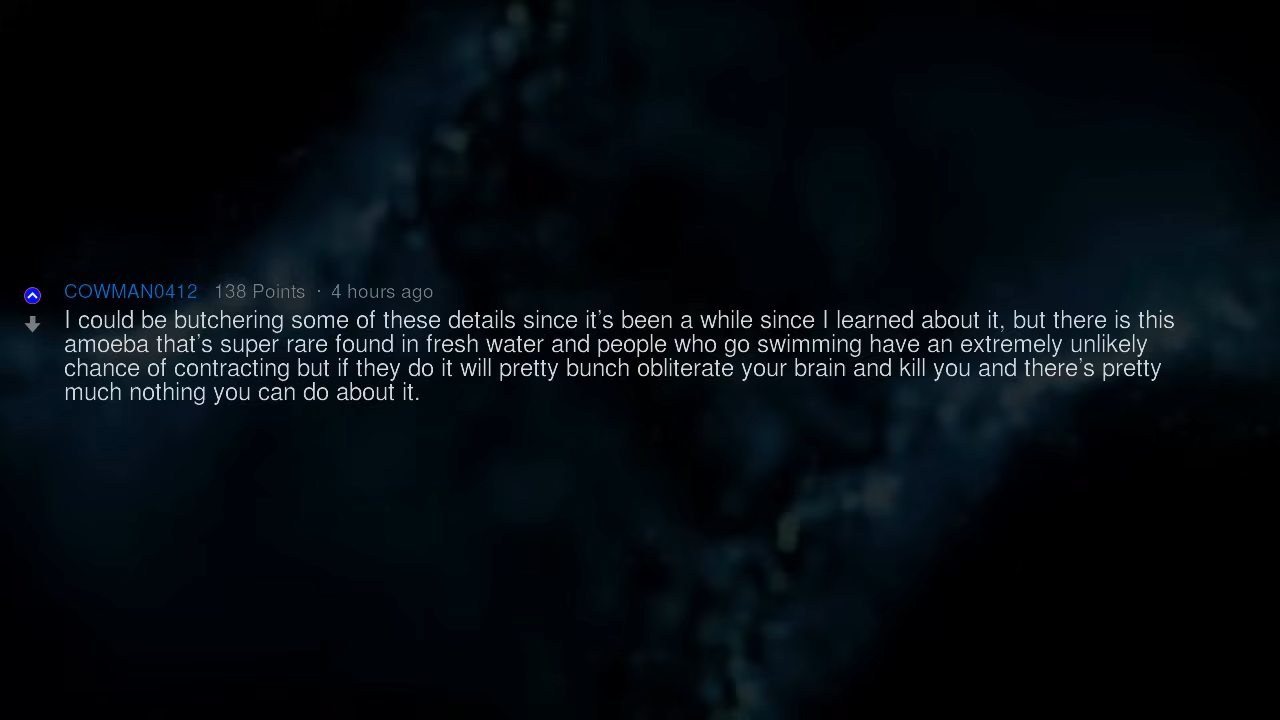 COWMAN0412 138 Points · 4 hours ago
I could be butchering some of these details since it's been a while since I learned about it, but there is this
amoeba that's super rare found in fresh water and people who go swimming have an extremely unlikely
chance of contracting but if they do it will pretty bunch obliterate your brain and kill you and there's pretty
much nothing you can do about it.